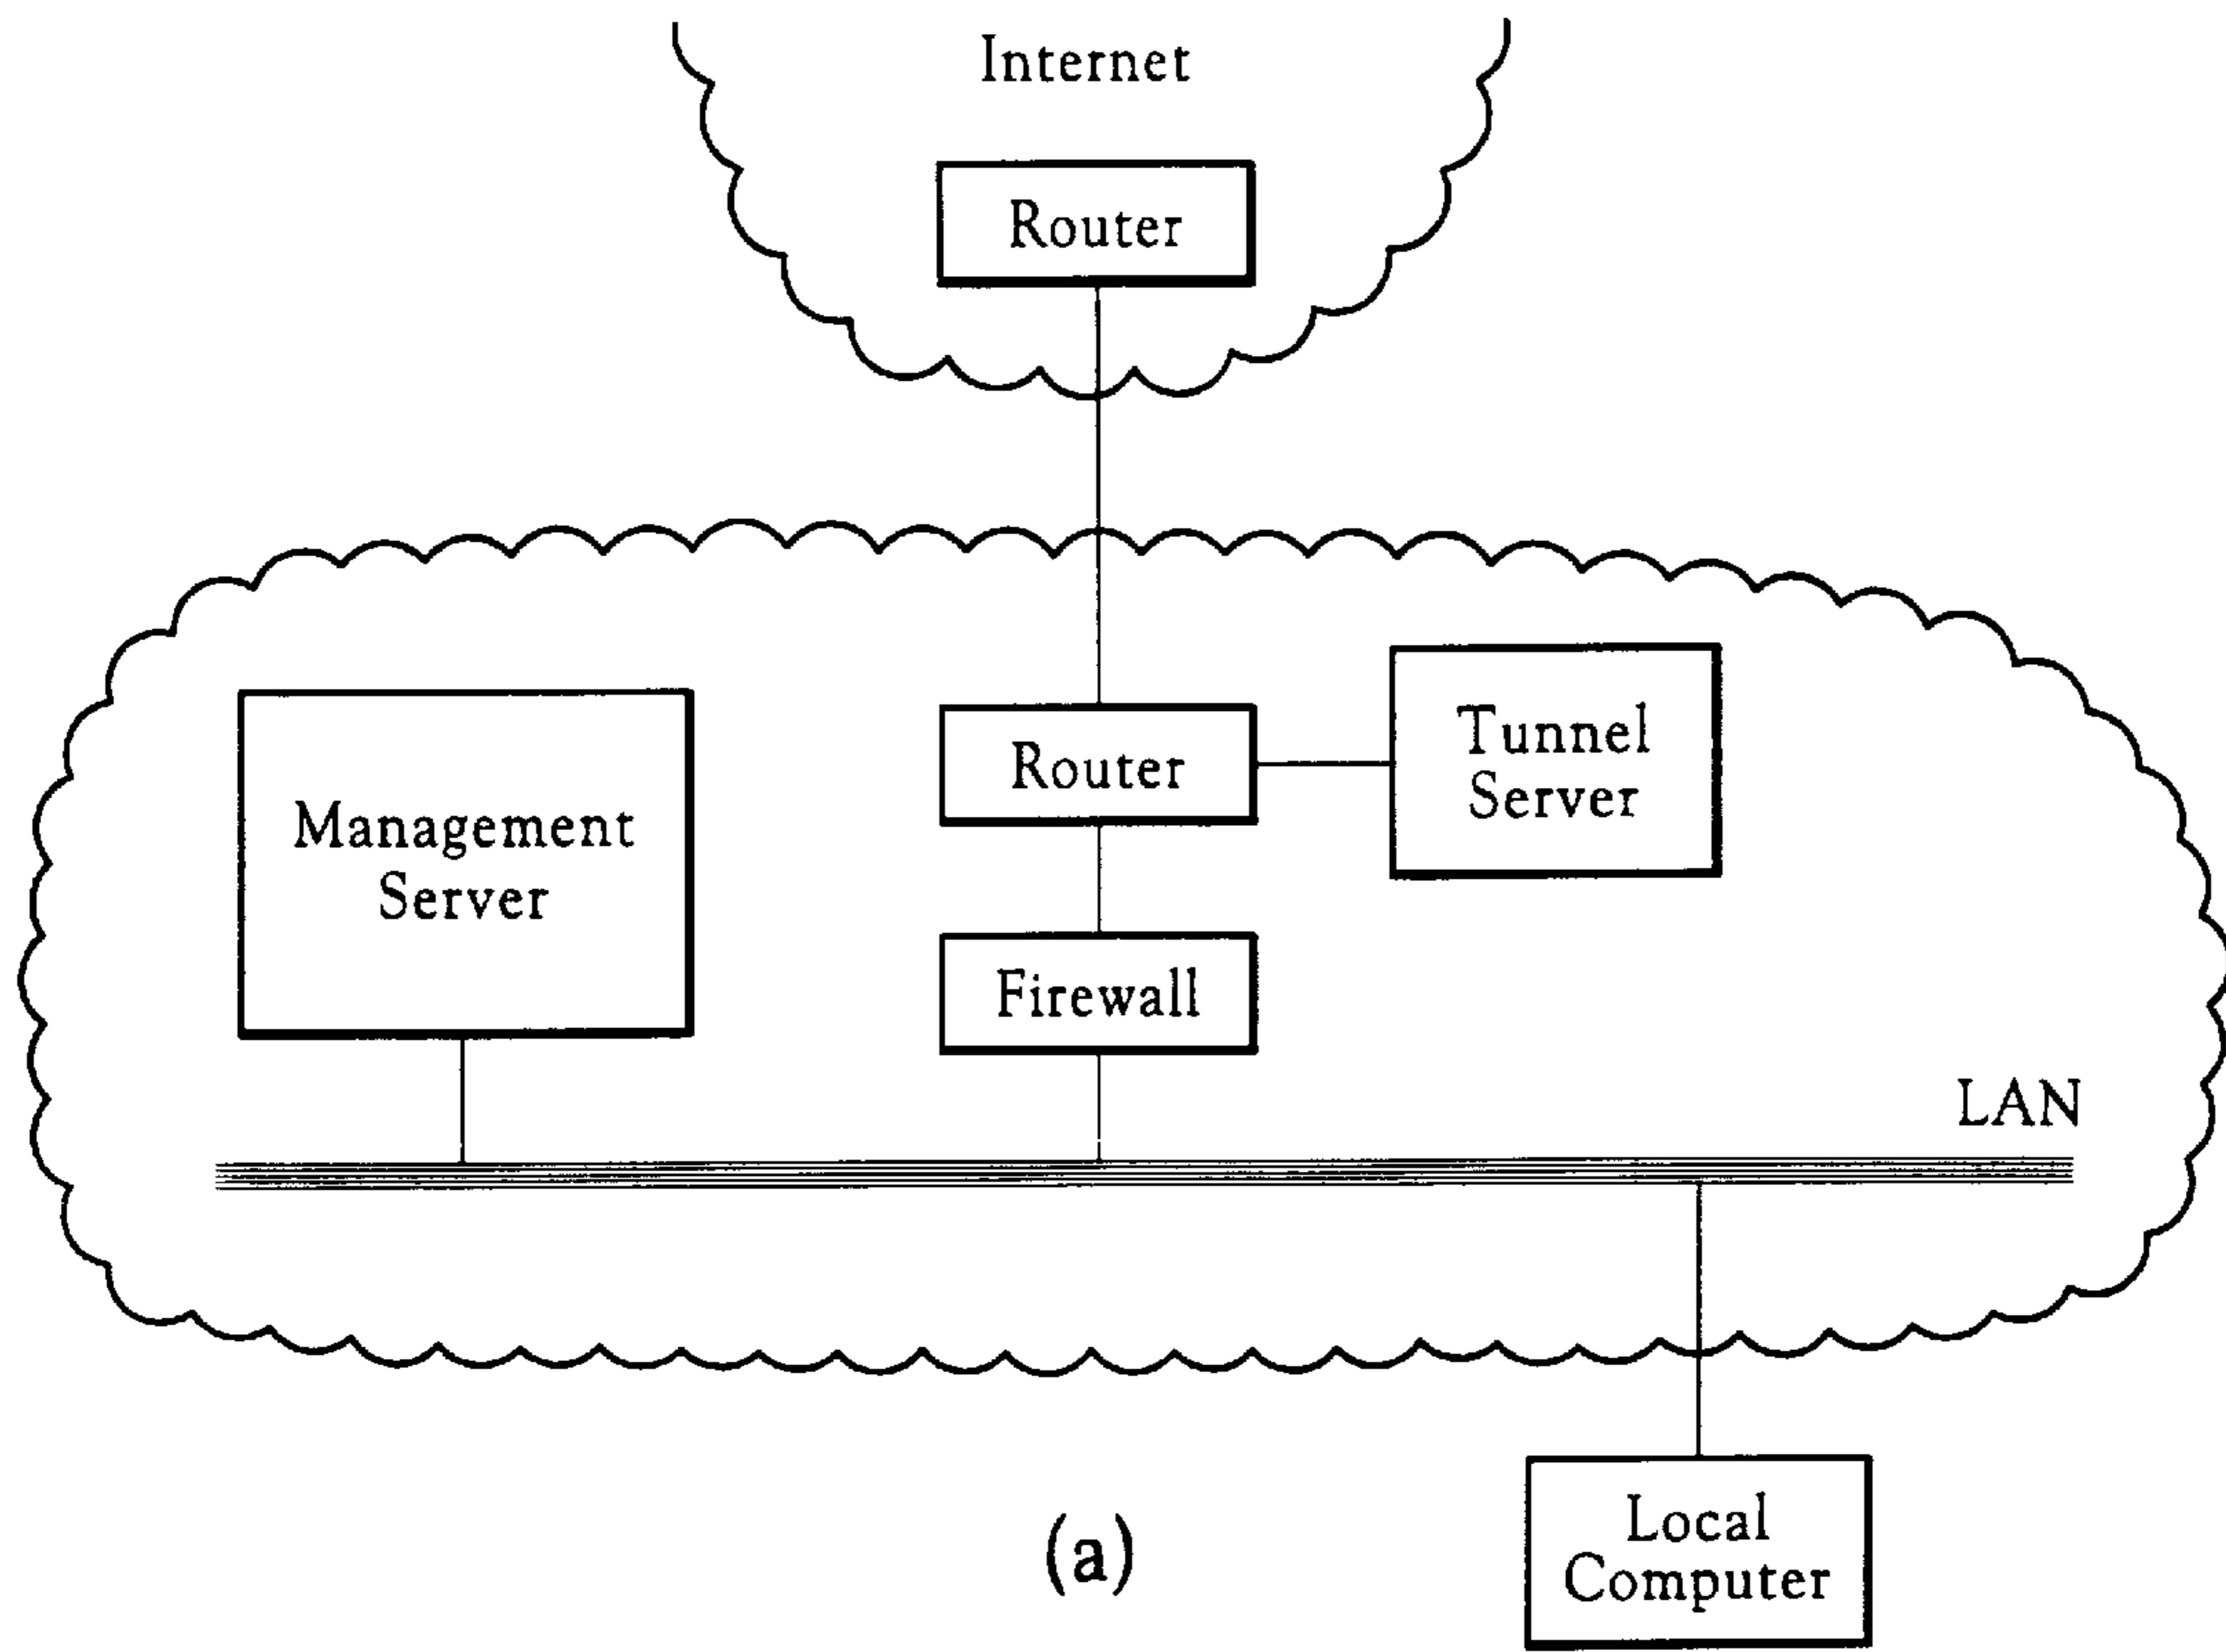 Internet
Router
Router
Tunnel
Server
Management
Server
Firewall
LAN
(a)
Local
Computer